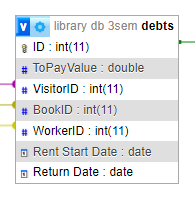 v library db 3sem debts
ID : int(11)
ToPayValue : double
# VisitorID : int(11)
# BookID : int(11)
# WorkerID : int(11)
Rent Start Date : date
Return Date : date